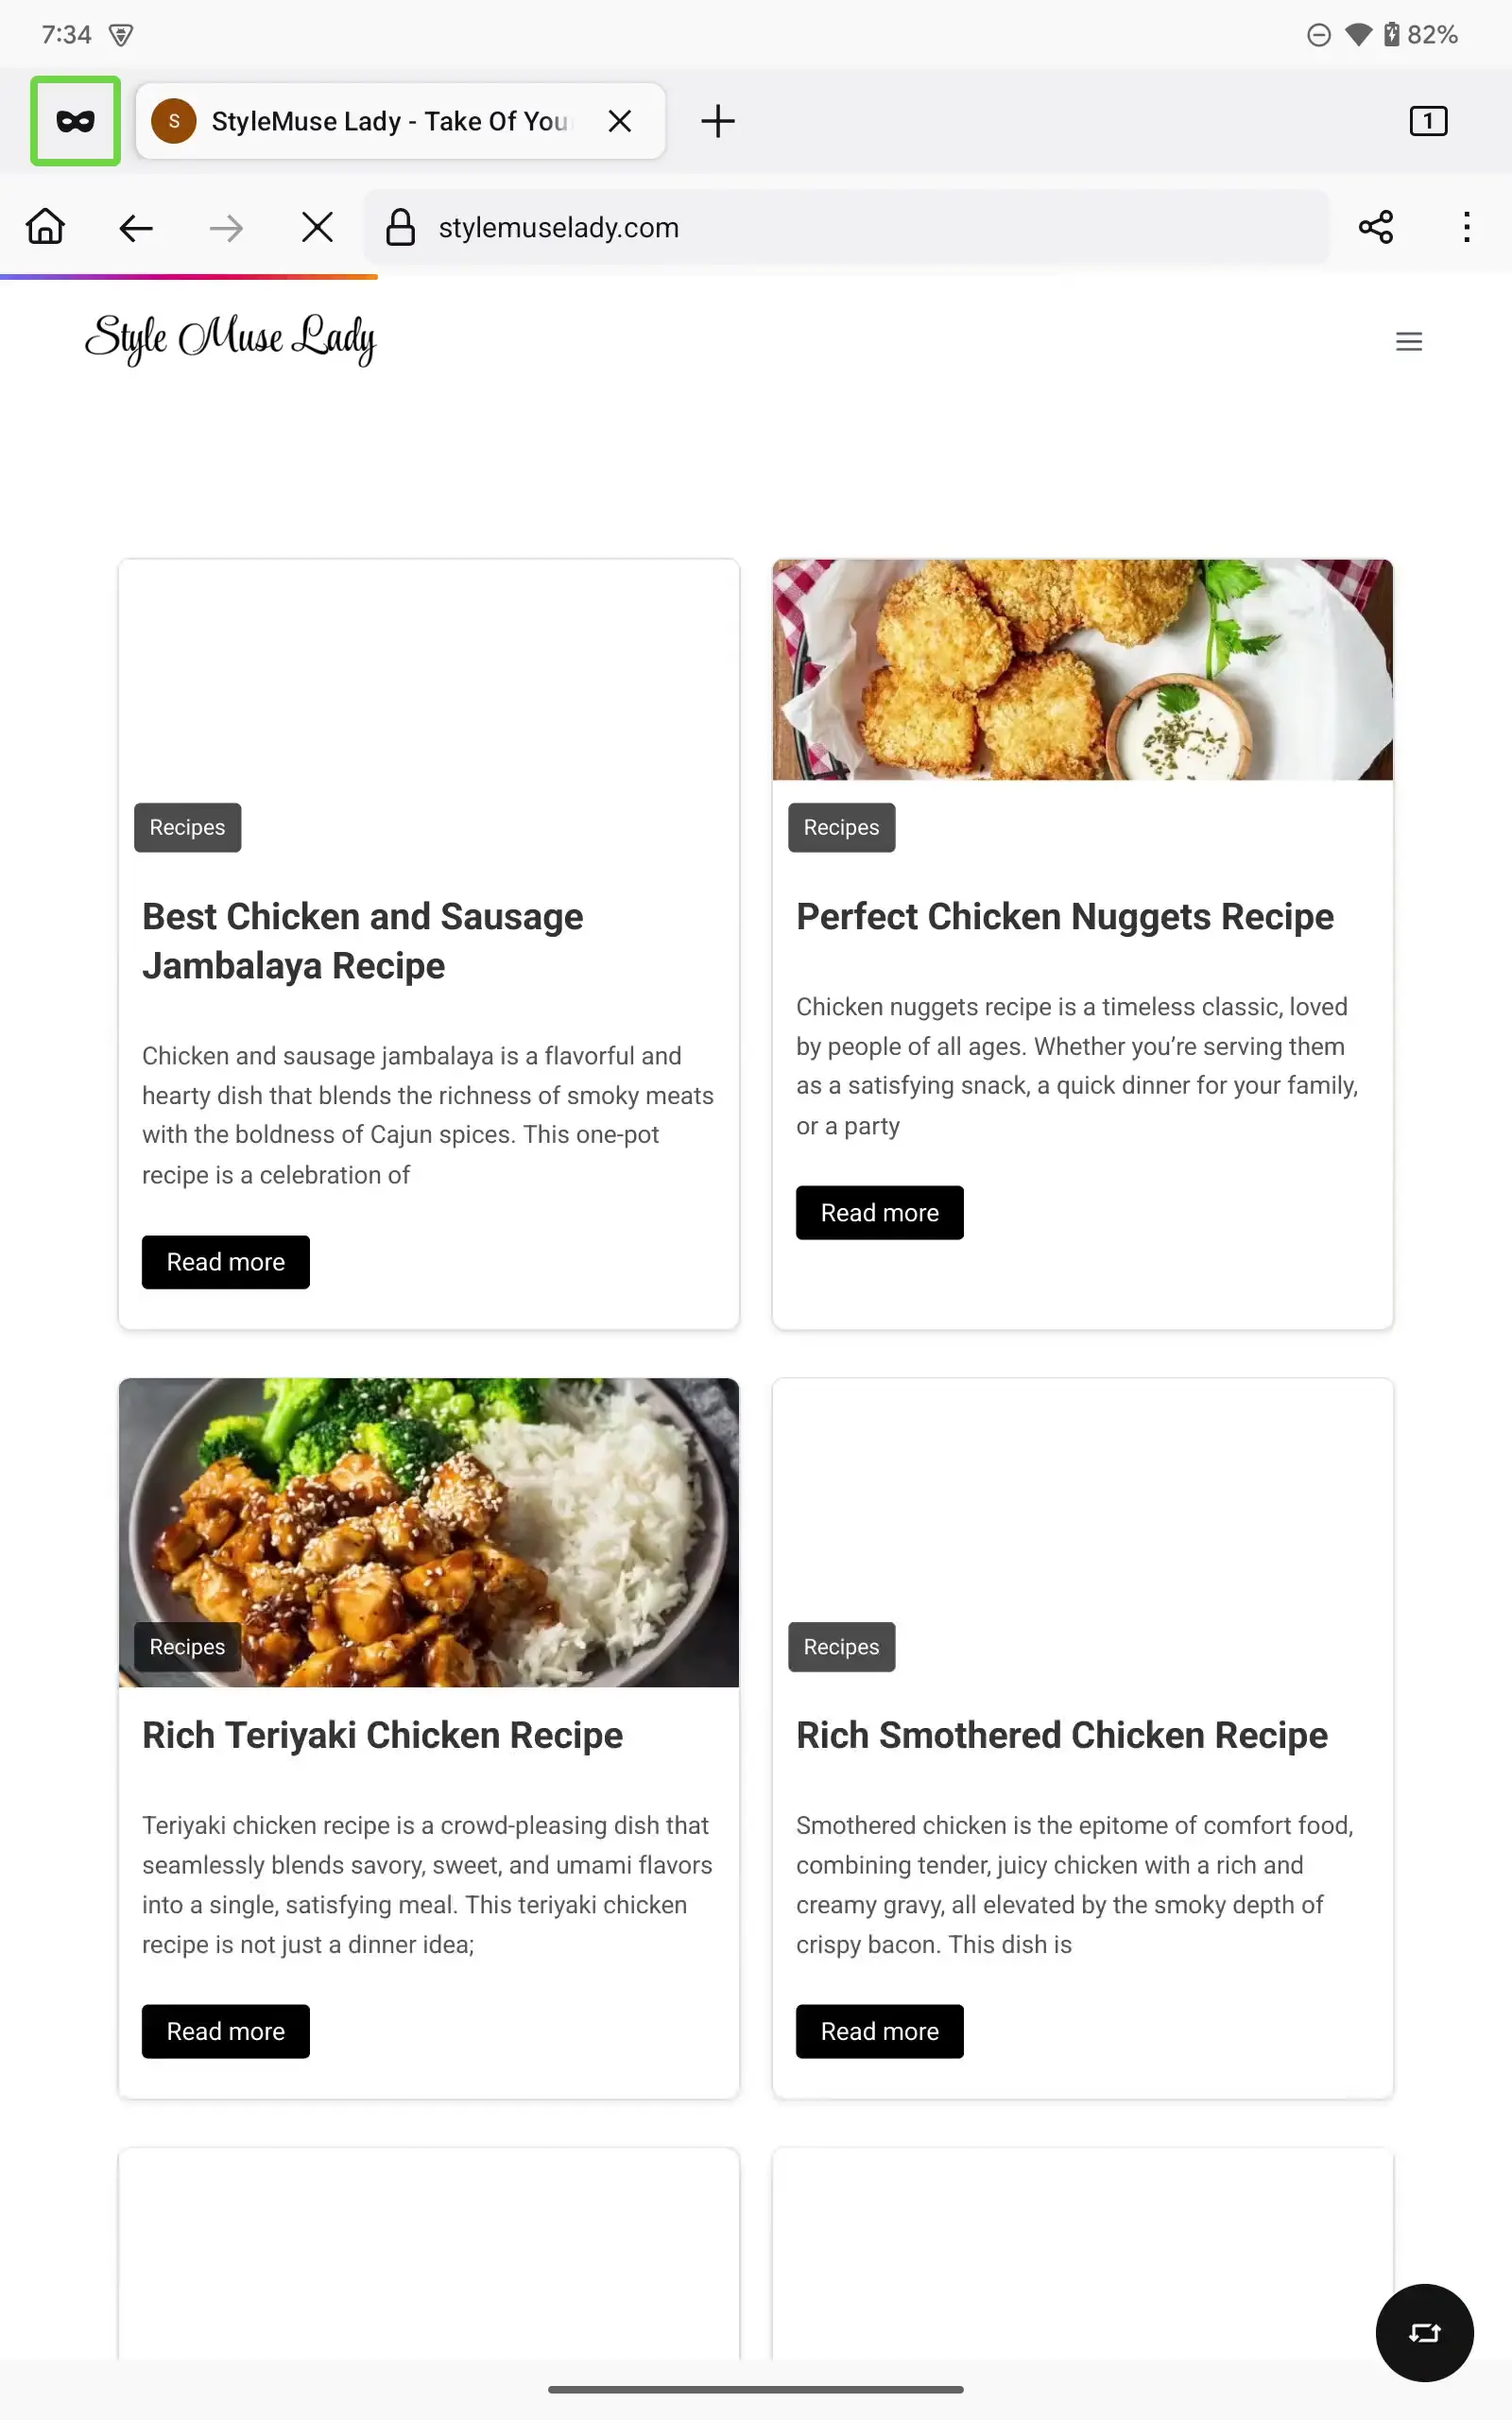 7:34
82%
S
StyleMuse Lady - Take Of You
1
stylemuselady.com
Style Muse Lady
Recipes
Best Chicken and Sausage
Jambalaya Recipe
Chicken and sausage jambalaya is a flavorful and
hearty dish that blends the richness of smoky meats
with the boldness of Cajun spices. This one-pot
recipe is a celebration of
Read more
Recipes
Perfect Chicken Nuggets Recipe
Chicken nuggets recipe is a timeless classic, loved
by people of all ages. Whether you’re serving them
as a satisfying snack, a quick dinner for your family,
or a party
Read more
Recipes
Rich Teriyaki Chicken Recipe
Teriyaki chicken recipe is a crowd-pleasing dish that
seamlessly blends savory, sweet, and umami flavors
into a single, satisfying meal. This teriyaki chicken
recipe is not just a dinner idea;
Read more
Recipes
Rich Smothered Chicken Recipe
Smothered chicken is the epitome of comfort food,
combining tender, juicy chicken with a rich and
creamy gravy, all elevated by the smoky depth of
crispy bacon. This dish is
Read more